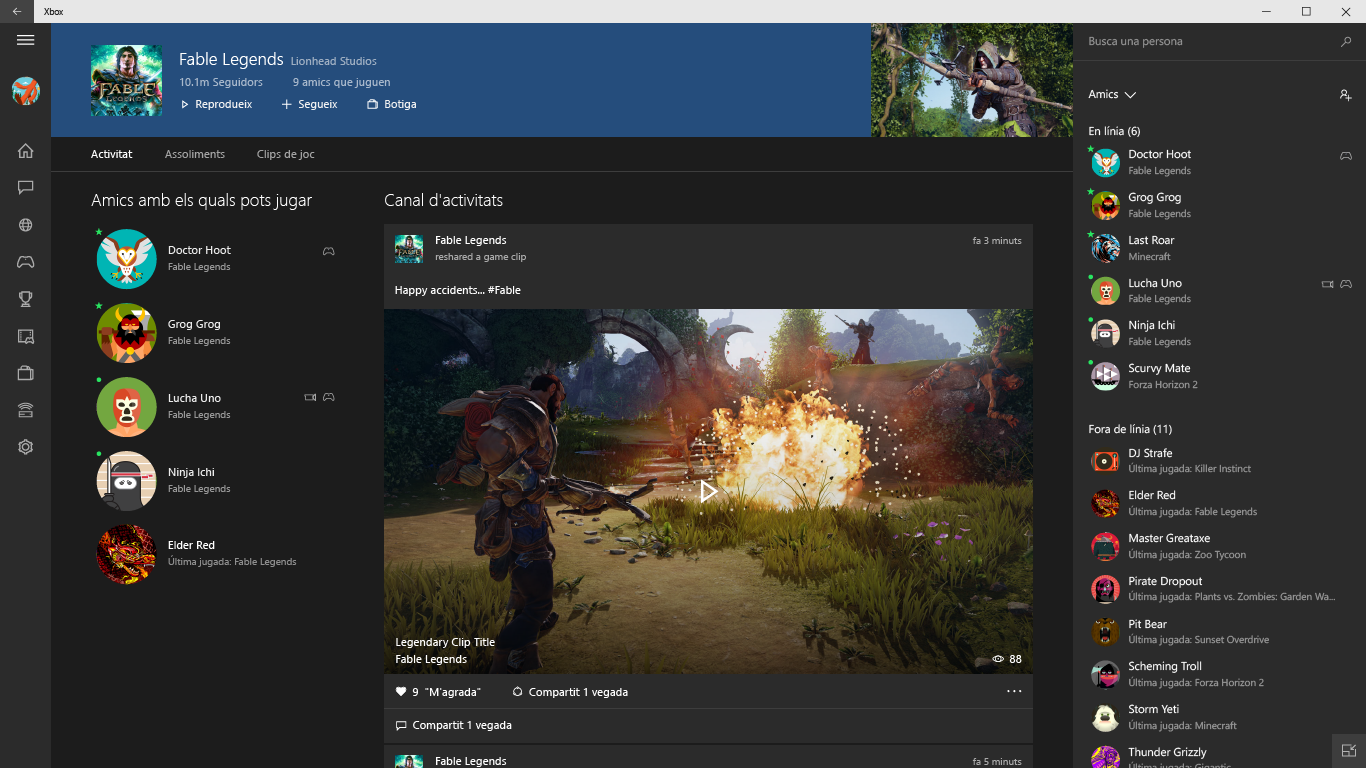 Xbox
Fable Legends Lionhead Studios
10.1m Seguidors 9 amics que juguen
Reprodueix Segueix Botiga
FABLE
LEGENDS
Activitat Assoliments Clips de joc
Amics amb els quals pots jugar
Doctor Hoot
Fable Legends
Grog Grog
Fable Legends
Lucha Uno
Fable Legends
Ninja Ichi
Fable Legends
Elder Red
Última jugada: Fable Legends
Canal d'activitats
Fable Legends
fa 3 minuts
reshared a game clip
Happy accidents... #Fable
Legendary Clip Title
Fable Legends
88
9 "M'agrada" Compartit 1 vegada
Compartit 1 vegada
Fable Legends
fa 5 minuts
Busca una persona
Amics
En línia (6)
Doctor Hoot
Fable Legends
Grog Grog
Fable Legends
Last Roar
Minecraft
Lucha Uno
Fable Legends
Ninja Ichi
Fable Legends
Scurvy Mate
Forza Horizon 2
Fora de línia (11)
DJ Strafe
Última jugada: Killer Instinct
Elder Red
Última jugada: Fable Legends
Master Greataxe
Última jugada: Zoo Tycoon
Pirate Dropout
Última jugada: Plants vs. Zombies: Garden Wa...
Pit Bear
Última jugada: Sunset Overdrive
Scheming Troll
Última jugada: Forza Horizon 2
Storm Yeti
Última jugada: Minecraft
Thunder Grizzly
Última jugada: Gigantic